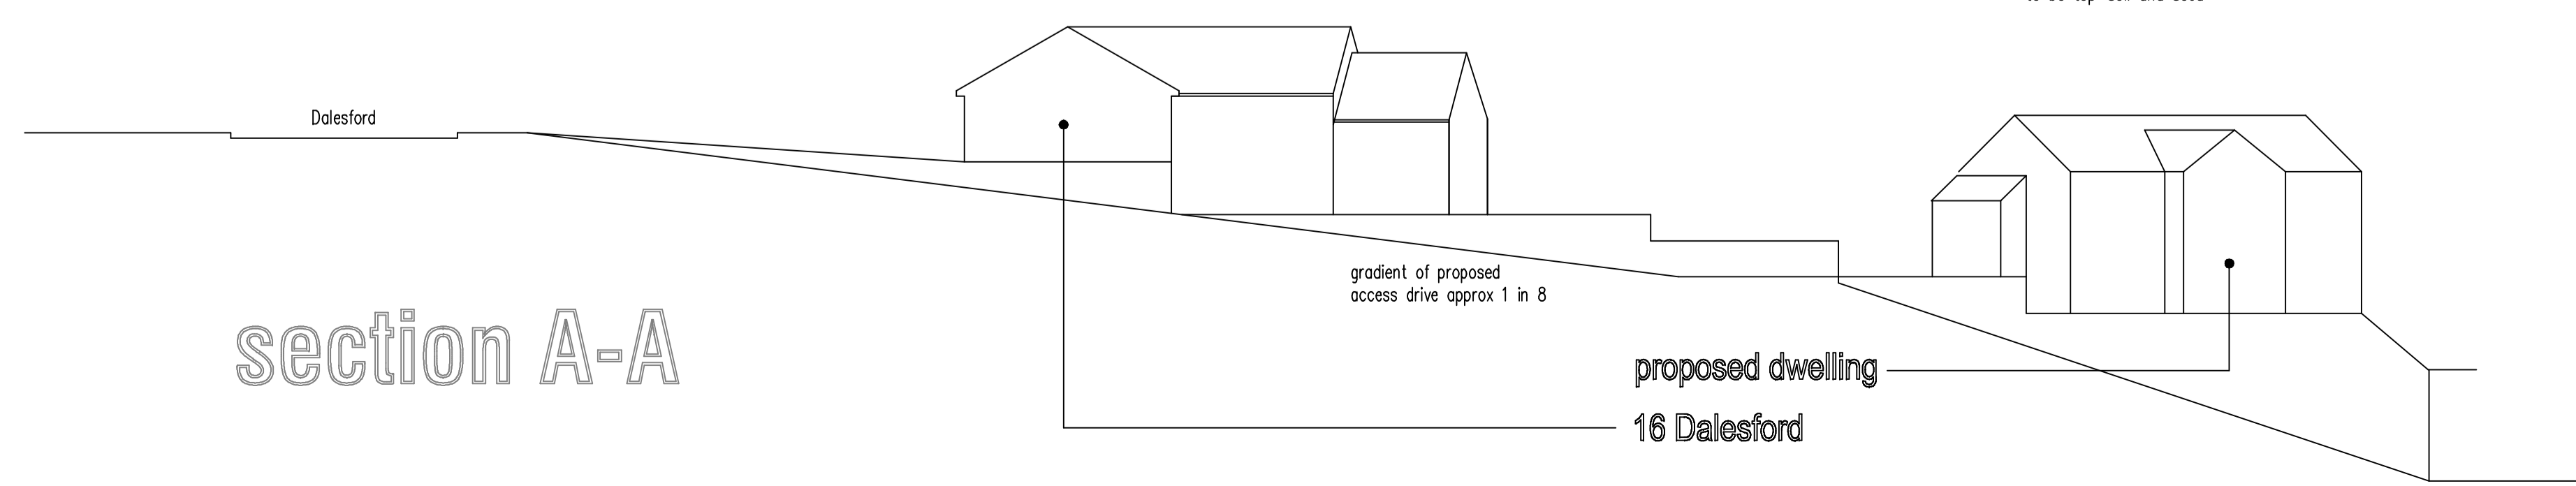 Dalesford
gradient of proposed
access drive approx 1 in 8
section A-A
proposed dwelling
16 Dalesford